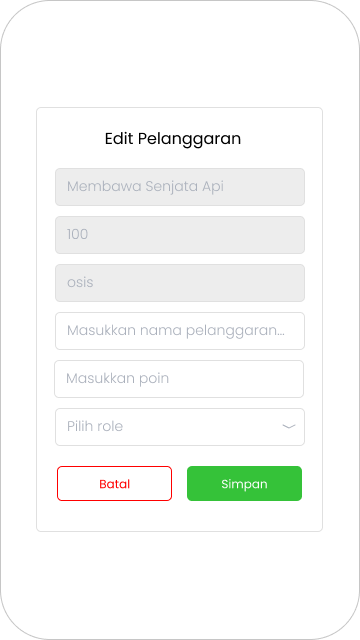 Edit Pelanggaran
Membawa Senjata Api
100
osis
Masukkan nama pelanggaran...
Masukkan poin
Pilih role
Batal
Simpan